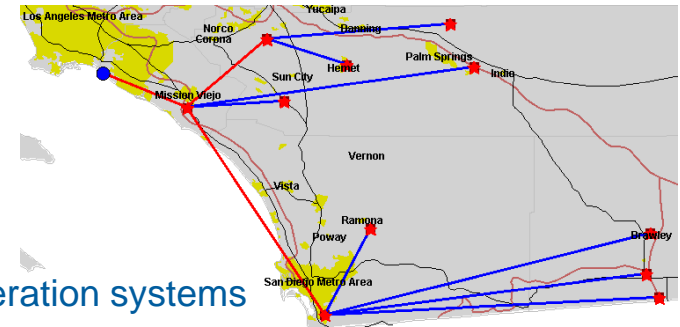 Yucaipa
Los Angeles Metro Area
Norco
Banning
Corona
Palm Springs
Hemet
Sun City
Indio
Mission Viejo
Vernon
Vista
Ramona
Poway
Brawley
San Diego Metro Area
eration systems